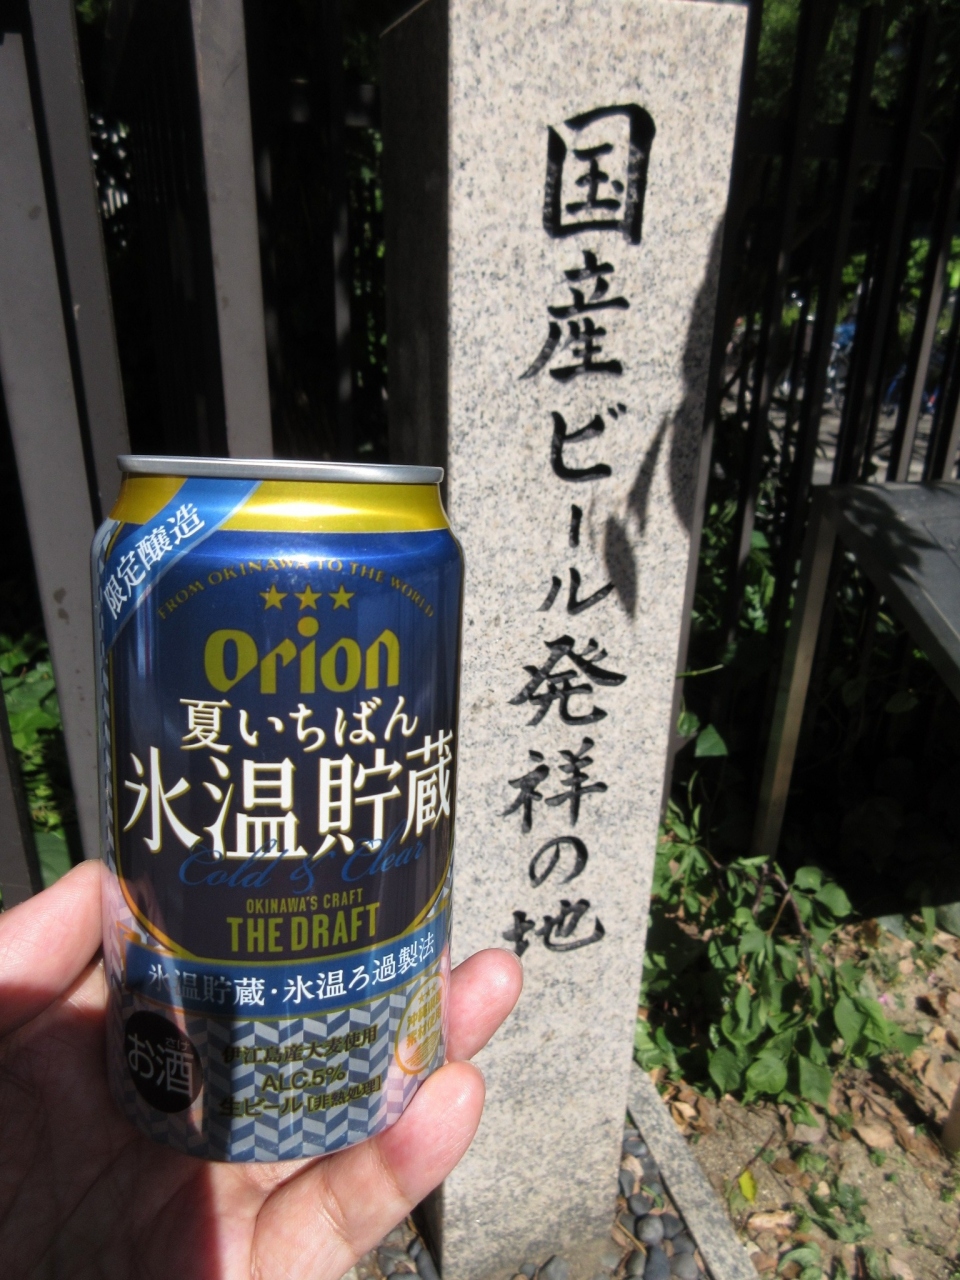 国産ビール発祥の地
限定醸造
FROM OKINAWA TO THE WORLD
orion
夏いちばん
氷温貯蔵
Cold & Clear
OKINAWA'S CRAFT
THE DRAFT
氷温貯蔵・氷温ろ過製法
お酒
伊江島産大麦使用
ALC.5%
生ビール[非熱処理]